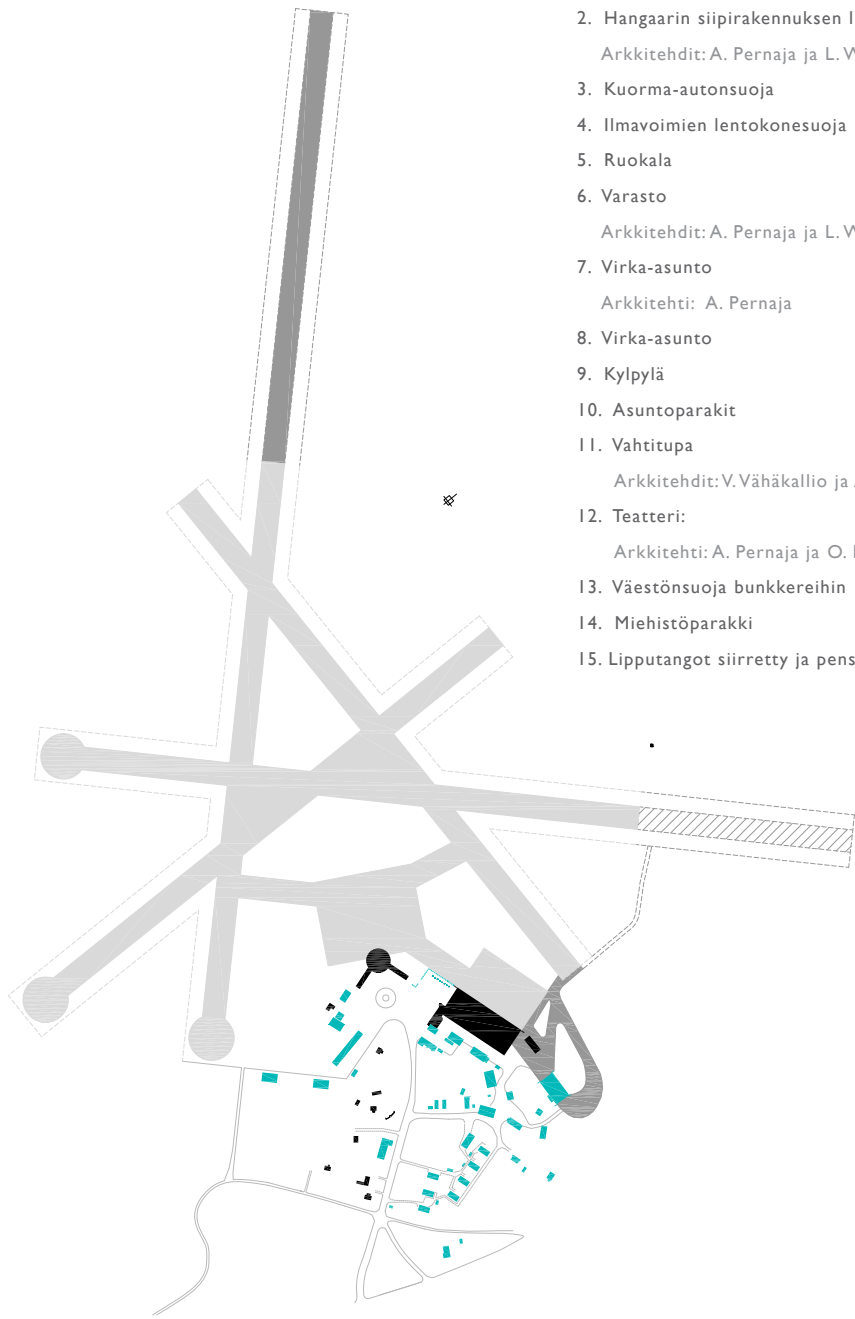 2. Hangaarin siipirakennuksen
Arkkitehdit: A. Pernaja ja L.
3. Kuorma-autonsuoja
4. Ilmavoimien lentokonesuoja
5. Ruokala
6. Varasto
Arkkitehdit: A. Pernaja ja L.
7. Virka-asunto
Arkkitehti: A. Pernaja
8. Virka-asunto
9. Kylpylä
10. Asuntoparakit
11. Vahtitupa
Arkkitehdit: V. Vähäkallio ja
12. Teatteri:
Arkkitehti: A. Pernaja ja O.
13. Väestönsuoja bunkkereihin
14. Miehistöparakki
15. Lipputangot siirretty ja